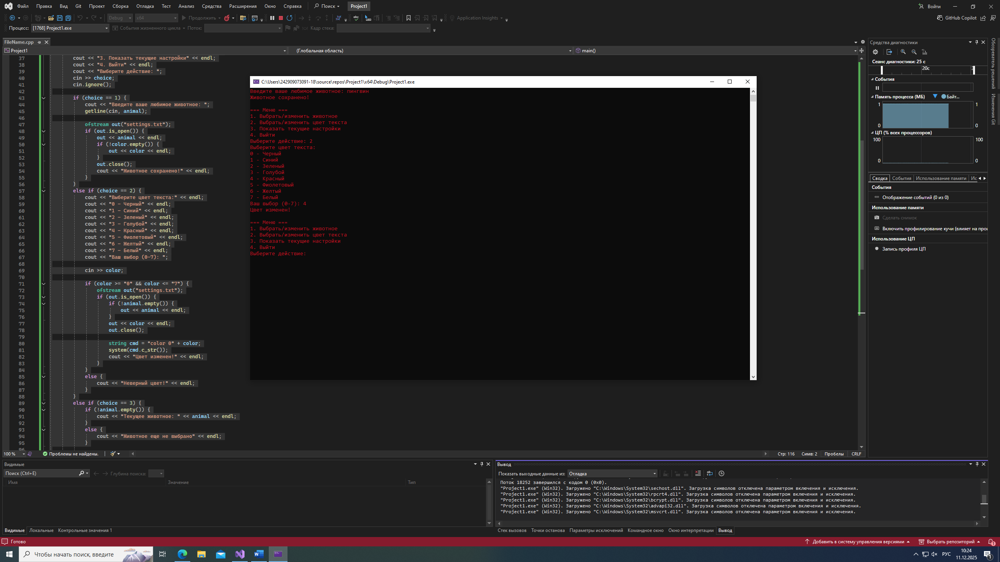 Файл Правка Вид Git Проект Сборка Отладка Тест Анализ Средства Расширения Окно Справка Поиск Project1 Войти
Debug x64 Продолжить Application Insights GitHub Copilot
Процесс: [1768] Project1.exe События жизненного цикла Поток: Кадр стека:
FileName.cpp
Project1 (Глобальная область) main()
37 cout << "3. Показать текущие настройки" << endl;
38 cout << "4. Выйти" << endl;
39 cout << "Выберите действие: ";
40 cin >> choice;
41 cin.ignore();
42
43 if (choice == 1) {
44 cout << "Введите ваше любимое животное: ";
45 getline(cin, animal);
46
47 ofstream out("settings.txt");
48 if (out.is_open()) {
49 out << animal << endl;
50 if (!color.empty()) {
51 out << color << endl;
52 }
53 out.close();
54 cout << "Животное сохранено!" << endl;
55 }
56 }
57 else if (choice == 2) {
58 cout << "Выберите цвет текста:" << endl;
59 cout << "0 - Черный" << endl;
60 cout << "1 - Синий" << endl;
61 cout << "2 - Зеленый" << endl;
62 cout << "3 - Голубой" << endl;
63 cout << "4 - Красный" << endl;
64 cout << "5 - Фиолетовый" << endl;
65 cout << "6 - Желтый" << endl;
66 cout << "7 - Белый" << endl;
67 cout << "Ваш выбор (0-7): ";
68
69 cin >> color;
70
71 if (color >= "0" && color <= "7") {
72 ofstream out("settings.txt");
73 if (out.is_open()) {
74 if (!animal.empty()) {
75 out << animal << endl;
76 }
77 out << color << endl;
78 out.close();
79
80 string cmd = "color 0" + color;
81 system(cmd.c_str());
82 cout << "Цвет изменен!" << endl;
83 }
84 }
85 else {
86 cout << "Неверный цвет!" << endl;
87 }
88 }
89 else if (choice == 3) {
90 if (!animal.empty()) {
91 cout << "Текущее животное: " << animal << endl;
92 }
93 else {
94 cout << "Животное еще не выбрано" << endl;
95 }
96
C:\Users\242909073091-18\source\repos\Project1\x64\Debug\Project1.exe
Введите ваше любимое животное: пингвин
Животное сохранено!
=== Меню ===
1. Выбрать/изменить животное
2. Выбрать/изменить цвет текста
3. Показать текущие настройки
4. Выйти
Выберите действие: 2
Выберите цвет текста:
0 - Черный
1 - Синий
2 - Зеленый
3 - Голубой
4 - Красный
5 - Фиолетовый
6 - Желтый
7 - Белый
Ваш выбор (0-7): 4
Цвет изменен!
=== Меню ===
1. Выбрать/изменить животное
2. Выбрать/изменить цвет текста
3. Показать текущие настройки
4. Выйти
Выберите действие:
Средства диагностики
Сеанс диагностики: 25 с
20с
События
Память процесса (МБ) Байт...
1 1
0 0
ЦП (% всех процессоров)
100 100
0 0
Сводка События Использование памяти Ис
События
Отображение событий (0 из 0)
Использование памяти
Сделать снимок
Включить профилирование кучи (влияет на прои
Использование ЦП
Запись профиля ЦП
Обозреватель решений
Изменения Git
100 % Проблемы не найдены. Стр: 116 Симв: 2 Пробелы CRLF
Видимые
Поиск (Ctrl+E) Глубина поиска:
Имя Значение Тип
Видимые Локальные Контрольные значения 1
Вывод
Показать выходные данные из: Отладка
Поток 18252 завершился с кодом 0 (0x0).
"Project1.exe" (Win32). Загружено "C:\Windows\System32\sechost.dll". Загрузка символов отключена параметром включения и исключения.
"Project1.exe" (Win32). Загружено "C:\Windows\System32\rpcrt4.dll". Загрузка символов отключена параметром включения и исключения.
"Project1.exe" (Win32). Загружено "C:\Windows\System32\bcrypt.dll". Загрузка символов отключена параметром включения и исключения.
"Project1.exe" (Win32). Загружено "C:\Windows\System32\advapi32.dll". Загрузка символов отключена параметром включения и исключения.
"Project1.exe" (Win32). Загружено "C:\Windows\System32\msvcrt.dll". Загрузка символов отключена параметром включения и исключения.
Стек вызовов Точки останова Параметры исключений Командное окно Окно интерпретации Вывод
Готово Добавить в систему управления версиями Выбрать репозиторий 1
Чтобы начать поиск, введите РУС 10:24
11.12.2025 1